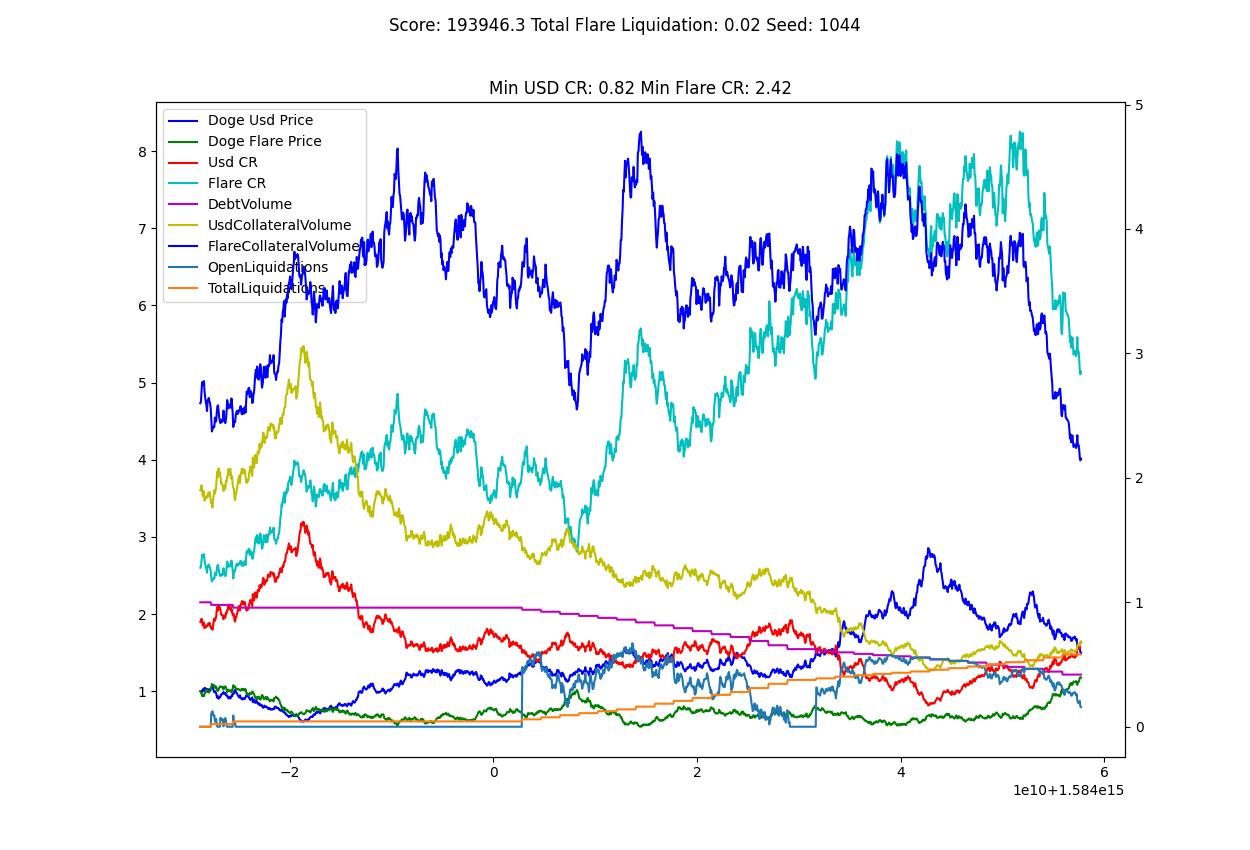 Score: 193946.3 Total Flare Liquidation: 0.02 Seed: 1044
Min USD CR: 0.82 Min Flare CR: 2.42
Doge Usd Price
Doge Flare Price
Usd CR
Flare CR
DebtVolume
UsdCollateralVolume
FlareCollateralVolume
OpenLiquidations
TotalLiquidations
8
7
6
5
4
3
2
1
5
4
3
2
1
0
−2
0
2
4
6
1e10+1.584e15